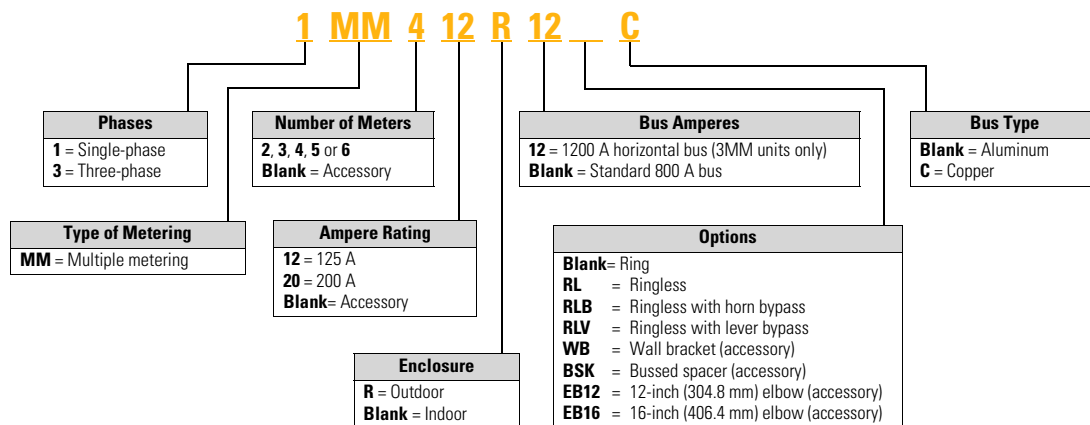 1 MM 4 12 R 12 __ C
Phases
1 = Single-phase
3 = Three-phase
Number of Meters
2, 3, 4, 5 or 6
Blank = Accessory
Bus Amperes
12 = 1200 A horizontal bus (3MM units only)
Blank = Standard 800 A bus
Bus Type
Blank = Aluminum
C = Copper
Type of Metering
MM = Multiple metering
Ampere Rating
12 = 125 A
20 = 200 A
Blank= Accessory
Options
Blank= Ring
RL = Ringless
RLB = Ringless with horn bypass
RLV = Ringless with lever bypass
WB = Wall bracket (accessory)
BSK = Bussed spacer (accessory)
EB12 = 12-inch (304.8 mm) elbow (accessory)
EB16 = 16-inch (406.4 mm) elbow (accessory)
Enclosure
R = Outdoor
Blank = Indoor